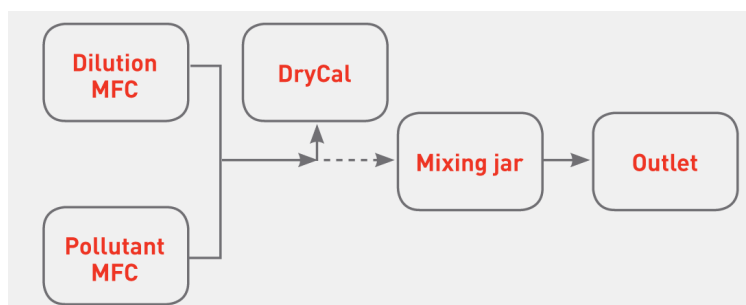 Dilution
MFC
DryCal
Mixing jar
Outlet
Pollutant
MFC